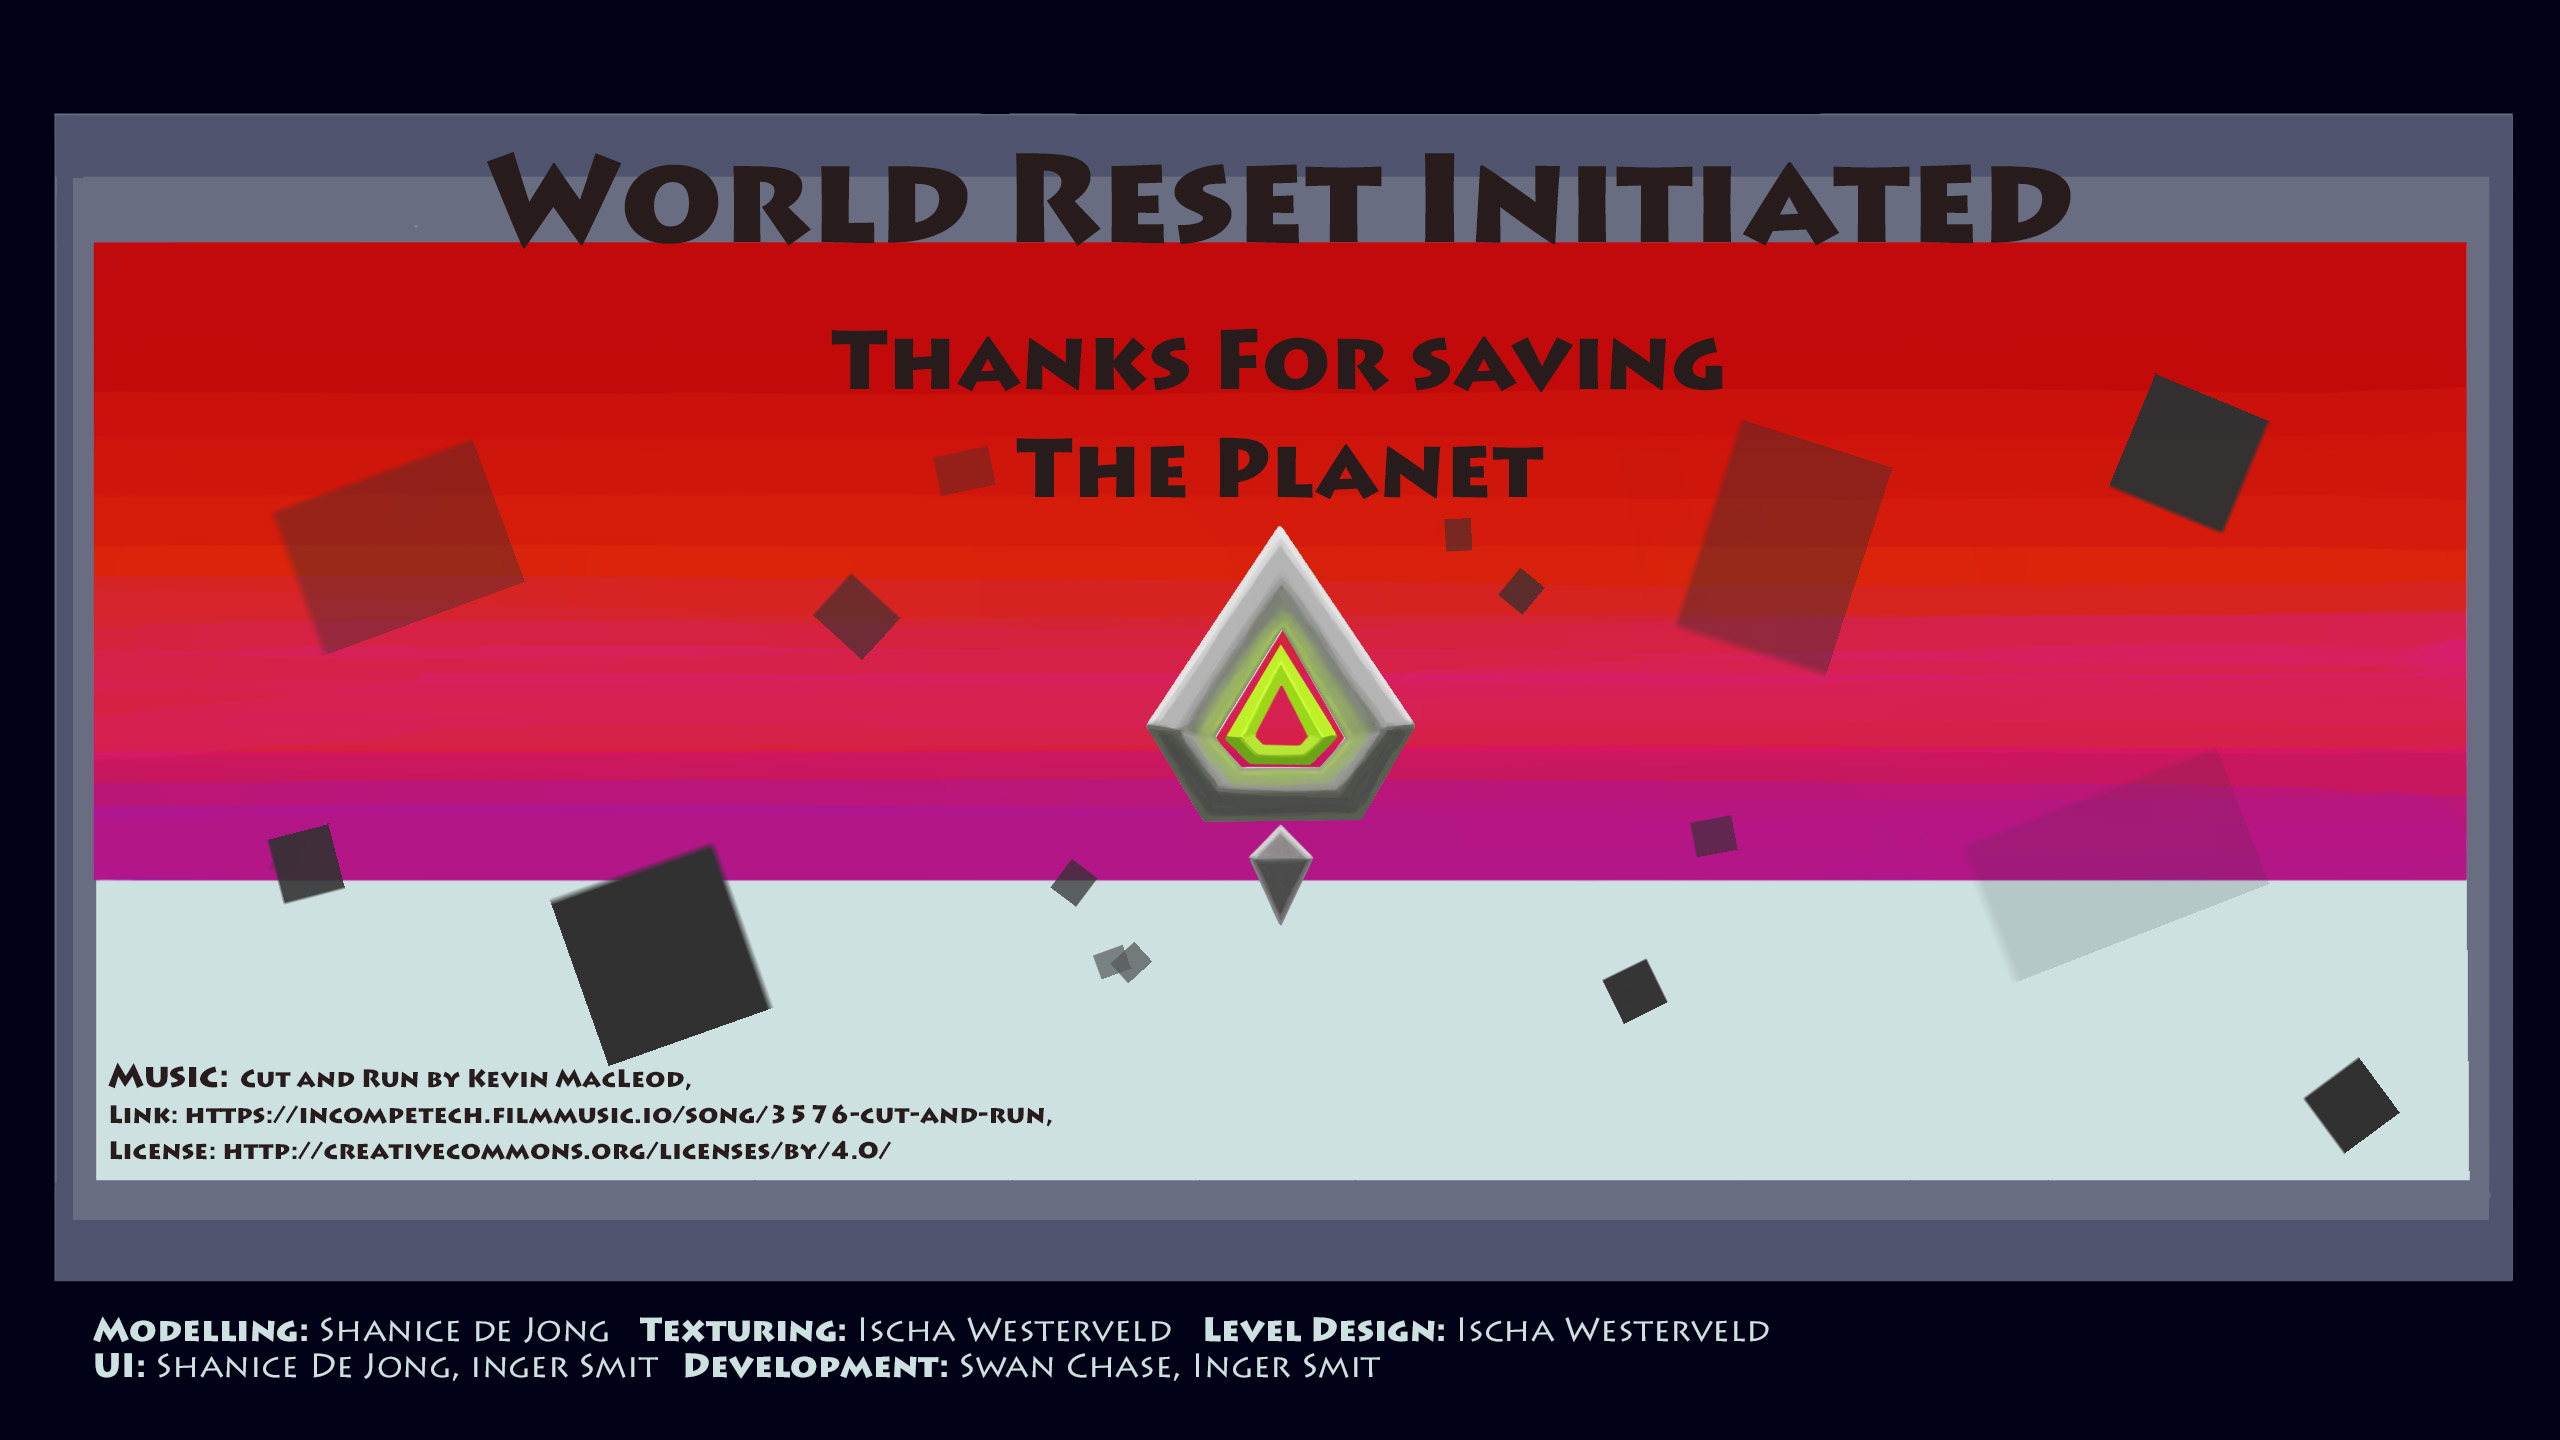 World Reset Initiated
Thanks For saving
The Planet
Music: Cut and Run by Kevin MacLeod,
Link: https://incompetech.filmmusic.io/song/3576-cut-and-run,
License: http://creativecommons.org/licenses/by/4.0/
Modelling: Shanice de Jong Texturing: Ischa Westerveld Level Design: Ischa Westerveld
UI: Shanice De Jong, inger Smit Development: Swan Chase, Inger Smit